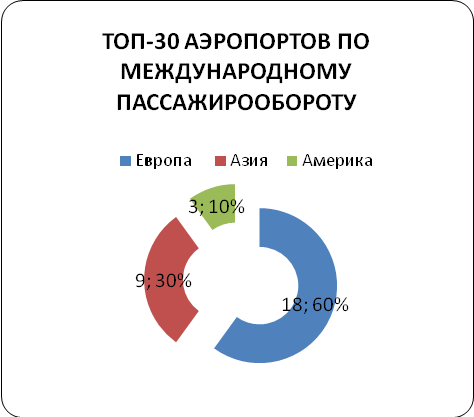 ТОП-30 АЭРОПОРТОВ ПО
МЕЖДУНАРОДНОМУ
ПАССАЖИРООБОРОТУ
Европа Азия Америка
3; 10%
9; 30%
18; 60%